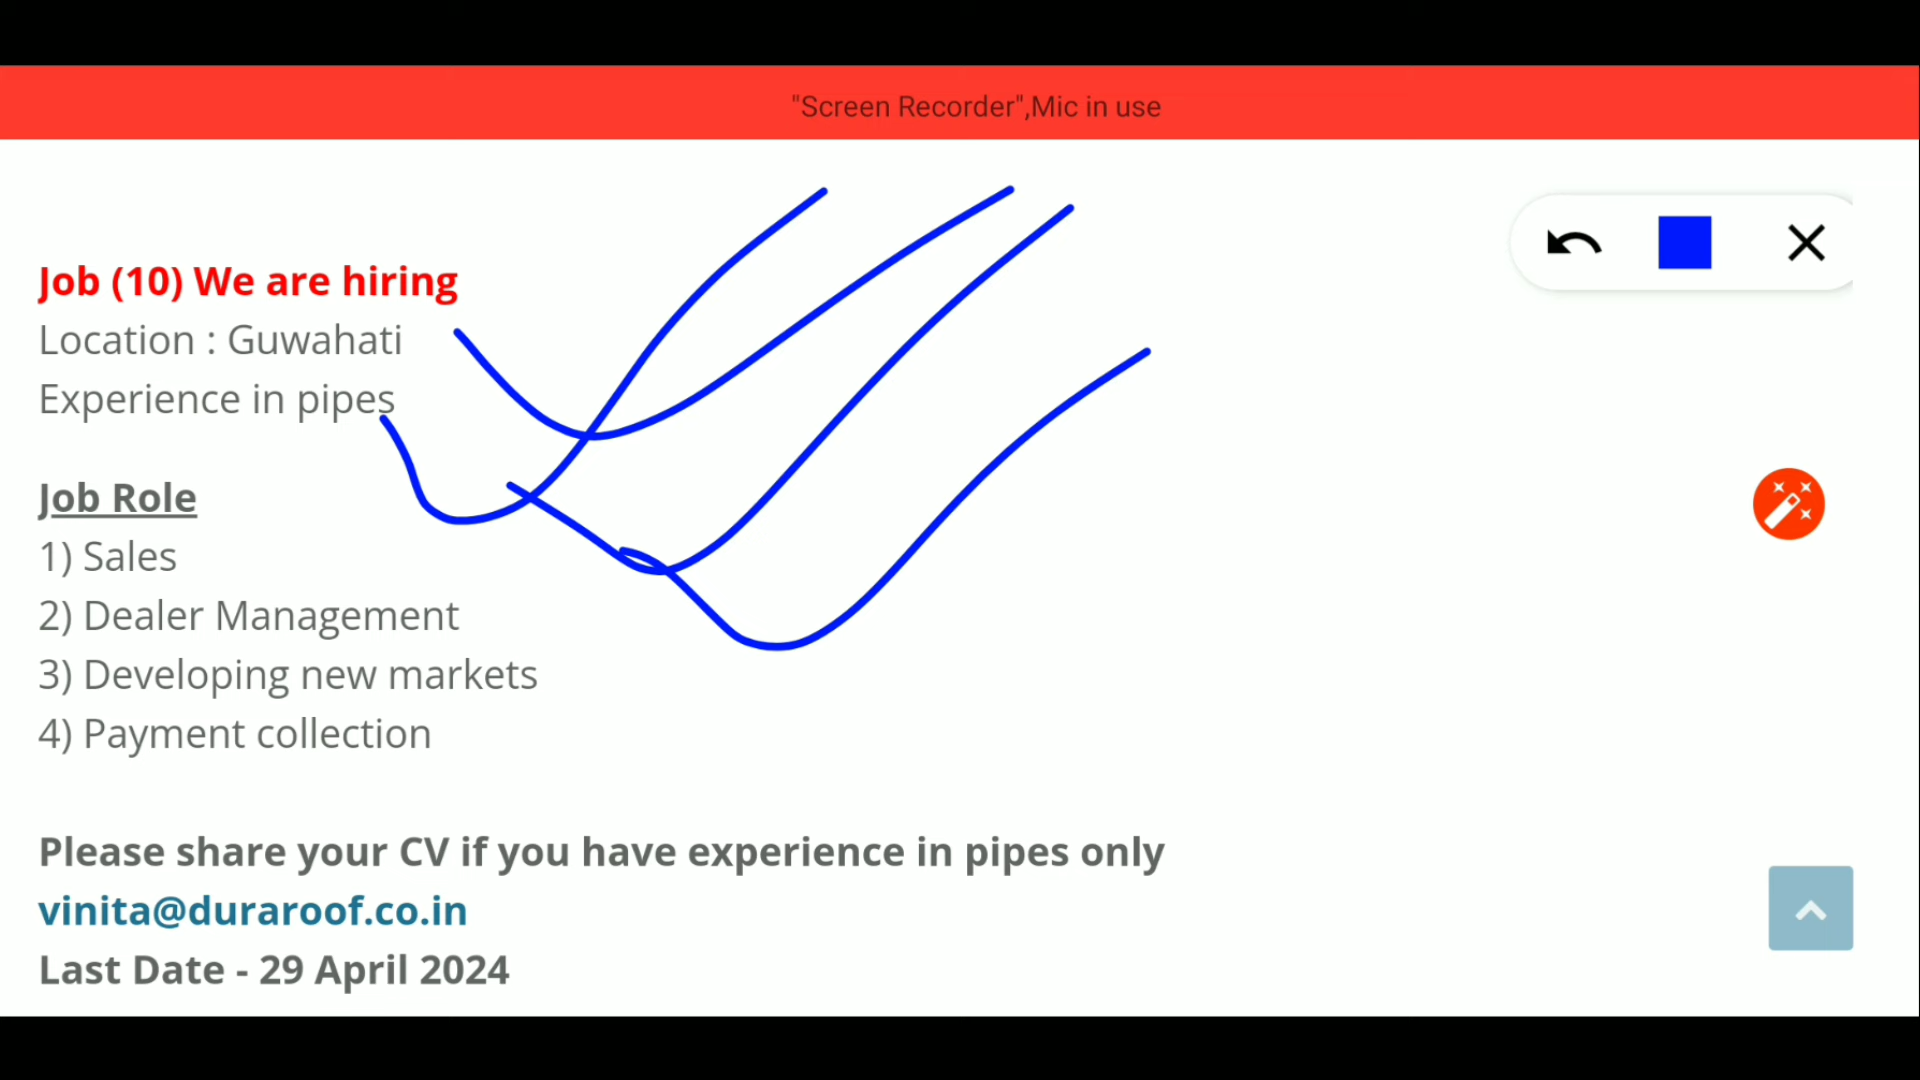 "Screen Recorder",Mic in use
Job (10) We are hiring
Location : Guwahati
Experience in pipes
Job Role
1) Sales
2) Dealer Management
3) Developing new markets
4) Payment collection
Please share your CV if you have experience in pipes only
vinita@duraroof.co.in
Last Date - 29 April 2024